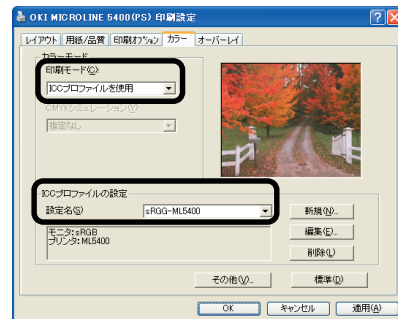 OKI MICROLINE 5400(PS) 印刷設定
レイアウト 用紙/品質 印刷オプション カラー オーバーレイ
カラーモード
印刷モード(C):
ICCプロファイルを使用
CMYKシミュレーション(Y):
指定なし
ICCプロファイルの設定
設定名(S) sRGG-ML5400 新規(N)...
モニタ:sRGB
プリンタ:ML5400
編集(E)...
削除(L)
その他(V)... 標準(D)
OK キャンセル 適用(A)